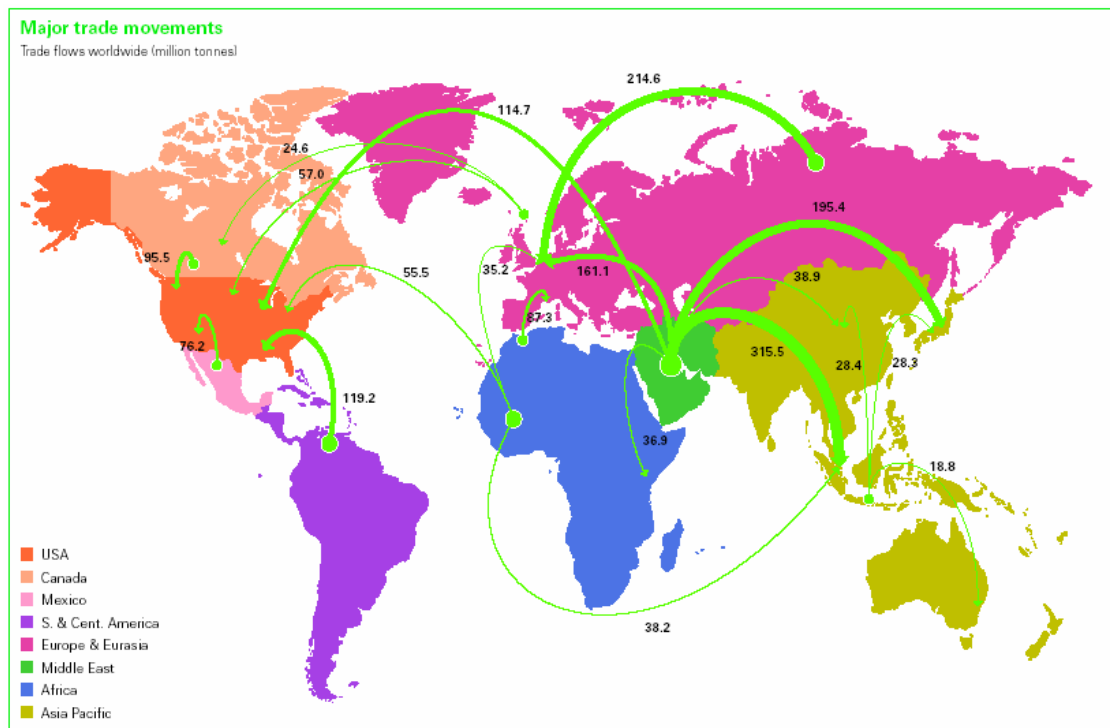 Major trade movements
Trade flows worldwide (million tonnes)
214.6
114.7
24.6
57.0
195.4
95.5
55.5
35.2
161.1
38.9
87.3
76.2
315.5
28.4
28.3
119.2
36.9
18.8
38.2
USA
Canada
Mexico
S. & Cent. America
Europe & Eurasia
Middle East
Africa
Asia Pacific